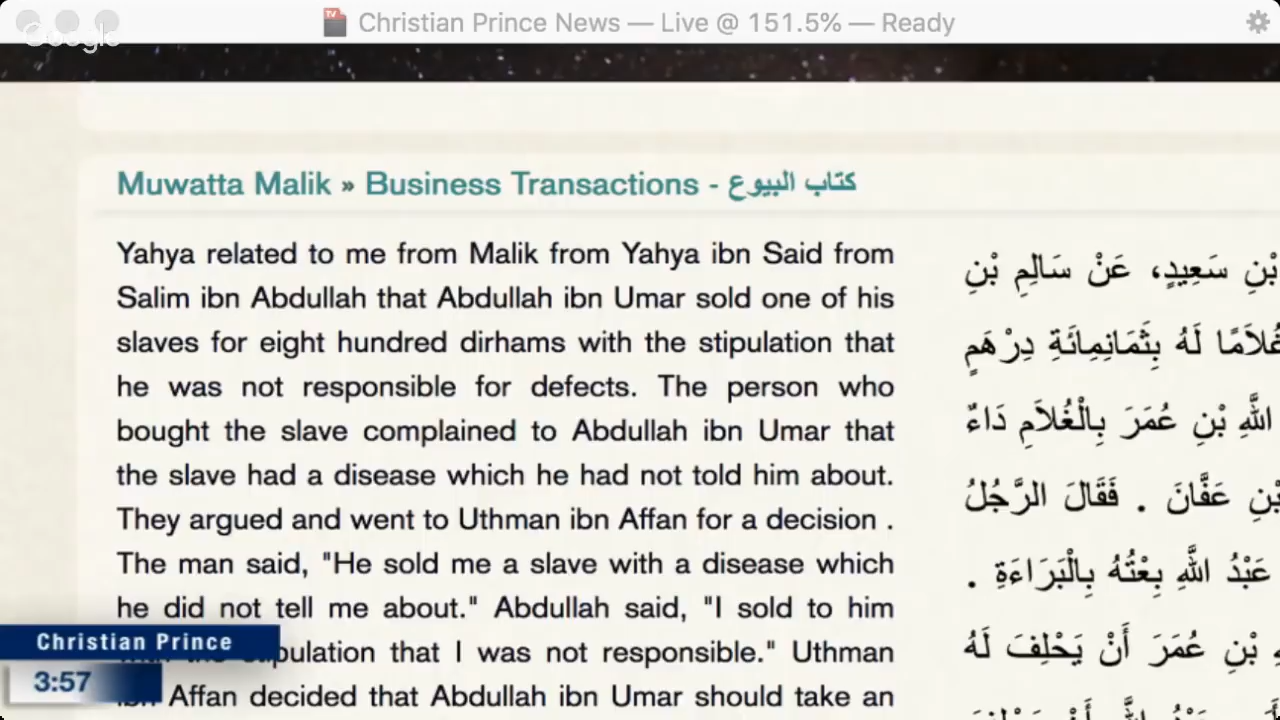 Christian Prince News — Live @ 151.5% — Ready
Google
Muwatta Malik » Business Transactions - كتاب البيوع
Yahya related to me from Malik from Yahya ibn Said from
Salim ibn Abdullah that Abdullah ibn Umar sold one of his
slaves for eight hundred dirhams with the stipulation that
he was not responsible for defects. The person who
bought the slave complained to Abdullah ibn Umar that
the slave had a disease which he had not told him about.
They argued and went to Uthman ibn Affan for a decision .
The man said, "He sold me a slave with a disease which
he did not tell me about." Abdullah said, "I sold to him
that I was not responsible." Uthman
Affan decided that Abdullah ibn Umar should take an
بْنِ سَعِيدٍ، عَنْ سَالِمِ بْنِ
لَهُ بِثَمَانِمِائَةِ دِرْهَمٍ
اللَّهِ بْنِ عُمَرَ بِالْغُلاَمِ دَاءٌ
عَفَّانَ . فَقَالَ الرَّجُلُ
عَبْدُ اللَّهِ بِعْتُهُ بِالْبَرَاءَةِ .
بْنِ عُمَرَ أَنْ يَحْلِفَ لَهُ
Christian Prince
3:57